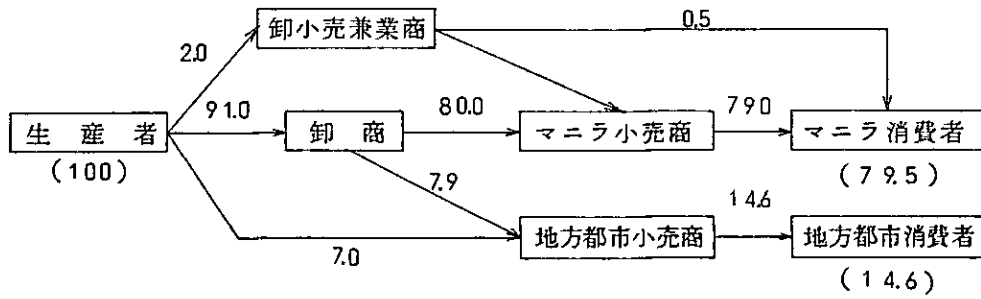 卸小売兼業商
0.5
2.0
91.0
80.0
790
生産者
卸商
マニラ小売商
マニラ消費者
(100)
(79.5)
7.9
14.6
7.0
地方都市小売商
地方都市消費者
(14.6)